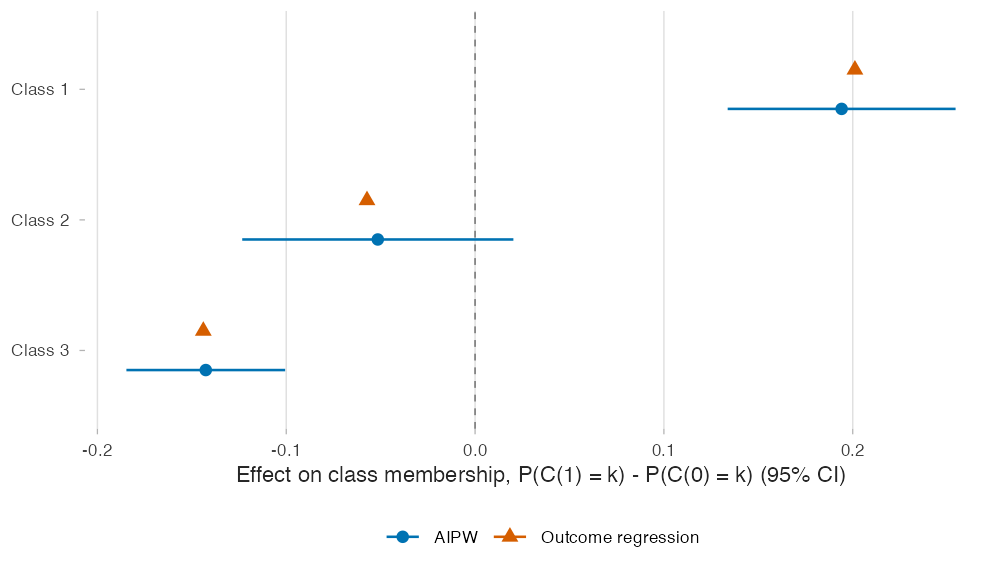 Class 1
Class 2
Class 3
-0.2 -0.1 0.0 0.1 0.2
Effect on class membership, P(C(1) = k) - P(C(0) = k) (95% CI)
AIPW Outcome regression